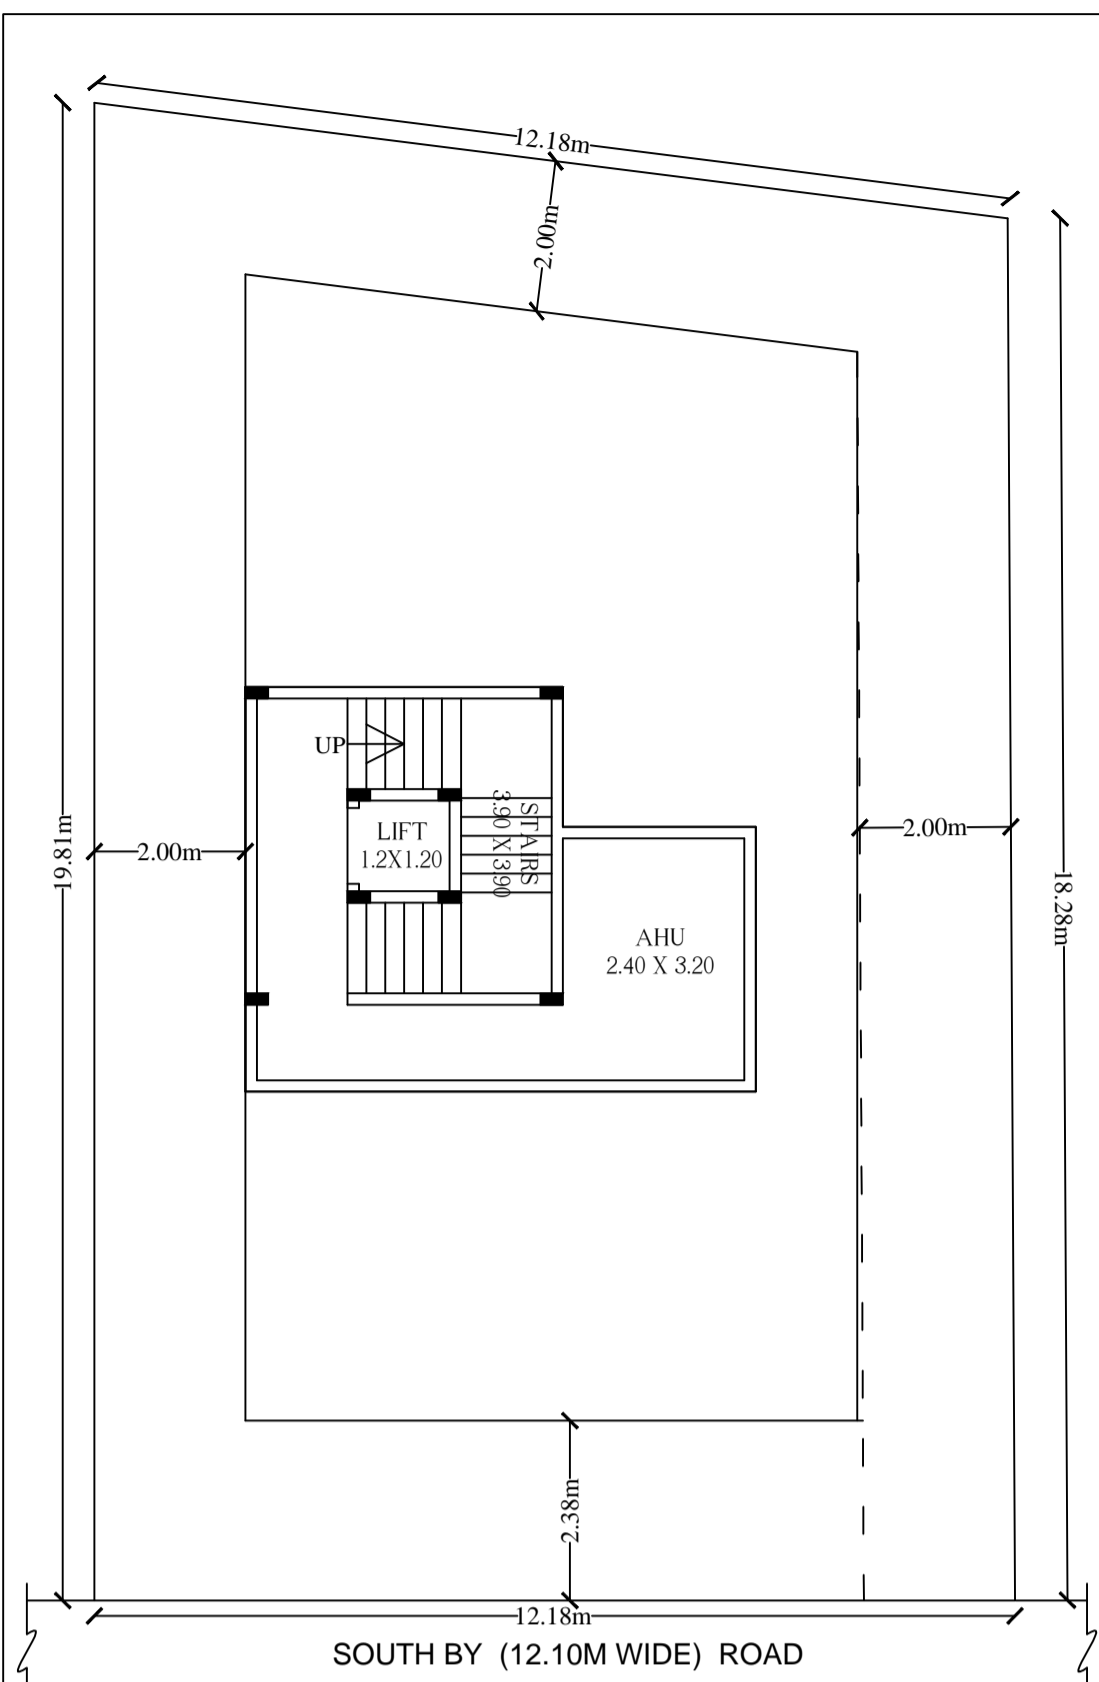 12.18m
2.00m
UP
LIFT
1.2X1.20
STAIRS
3.90 X 3.90
19.81m
2.00m
2.00m
18.28m
AHU
2.40 X 3.20
2.38m
12.18m
SOUTH BY (12.10M WIDE) ROAD